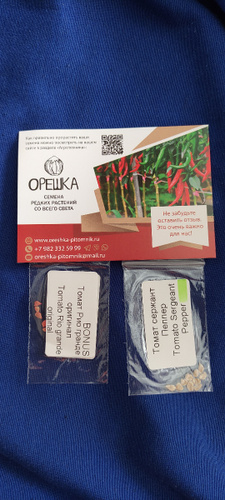 ОРЕШКА
СЕМЕНА
РЕДКИХ РАСТЕНИЙ
СО ВСЕГО СВЕТА
Не забудьте
оставить отзыв.
Это очень важно
для нас!
oreshka-pitomnik.ru
+7 982 332 59 99
oreshka-pitomnik@mail.ru
BONUS
Томат Рио гранде
оригинал
Tomato Rio grande
original
Томат сержант
Пеппер
Tomato Sergeant
Pepper